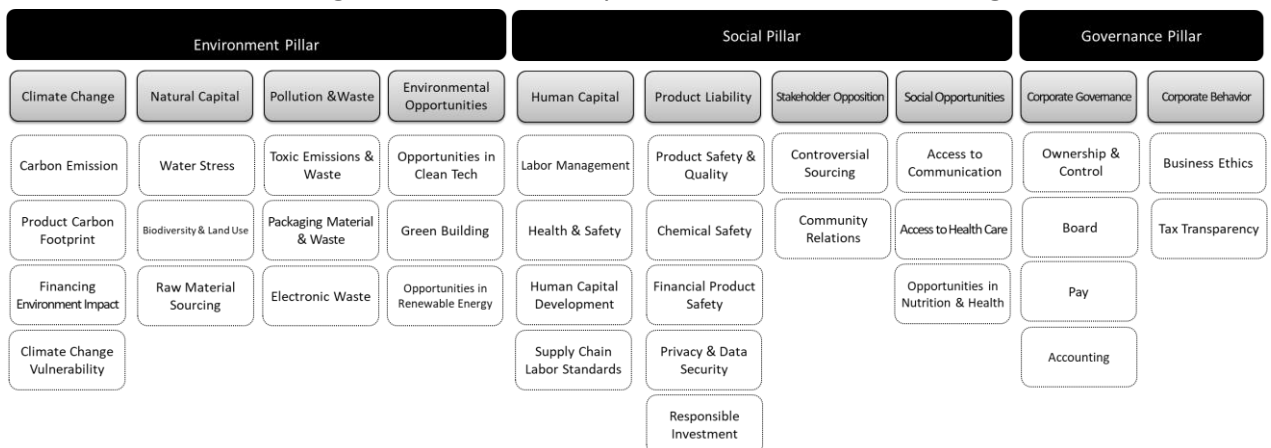 Environment Pillar
Social Pillar
Governance Pillar
Climate Change
Natural Capital
Pollution &Waste
Environmental
Opportunities
Human Capital
Product Liability
Stakeholder Opposition
Social Opportunities
Corporate Governance
Corporate Behavior
Carbon Emission
Water Stress
Toxic Emissions &
Waste
Opportunities in
Clean Tech
Labor Management
Product Safety &
Quality
Controversial
Sourcing
Access to
Communication
Ownership &
Control
Business Ethics
Product Carbon
Footprint
Biodiversity & Land Use
Packaging Material
& Waste
Green Building
Health & Safety
Chemical Safety
Community
Relations
Access to Health Care
Board
Tax Transparency
Financing
Environment Impact
Raw Material
Sourcing
Electronic Waste
Opportunities in
Renewable Energy
Human Capital
Development
Financial Product
Safety
Opportunities in
Nutrition & Health
Pay
Climate Change
Vulnerability
Supply Chain
Labor Standards
Privacy & Data
Security
Accounting
Responsible
Investment